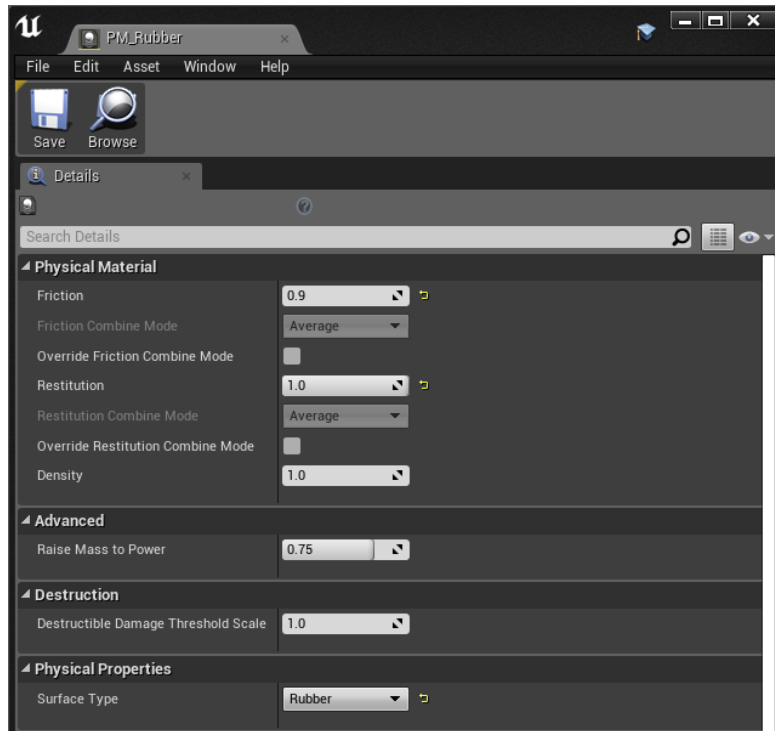 PM_Rubber
File Edit Asset Window Help
Save Browse
Details
Search Details
Physical Material
Friction 0.9
Friction Combine Mode Average
Override Friction Combine Mode
Restitution 1.0
Restitution Combine Mode Average
Override Restitution Combine Mode
Density 1.0
Advanced
Raise Mass to Power 0.75
Destruction
Destructible Damage Threshold Scale 1.0
Physical Properties
Surface Type Rubber